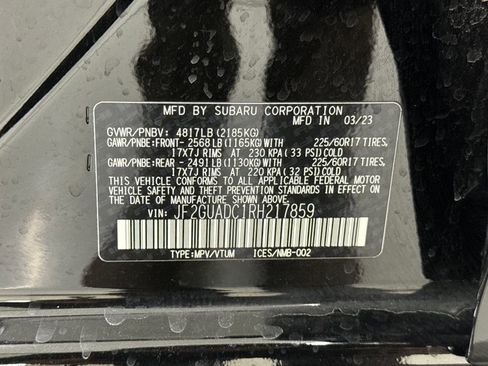 MFD BY SUBARU CORPORATION 03/23
GVWR/PNBV: 4817LB(2185KG)
GAWR/PNBE:FRONT- 2568LB(1165KG)WITH 225/60R17 TIRES,
17X7J RIMS AT 230 KPA(33 PSI)COLD
GAWR/PNBE:REAR - 2491LB(1130KG)WITH 225/60R17 TIRES,
17X7J RIMS AT 220 KPA(32 PSI)COLD
THIS VEHICLE CONFORMS TO ALL APPLICABLE FEDERAL MOTOR
VEHICLE SAFETY AND THEFT PREVENTION STANDARDS IN EFFECT
ON THE DATE OF MANUFACTURE SHOWN ABOVE.
VIN: JF2GUADC1RH217859
TYPE:MPV/VTUM ICES/NMB-002